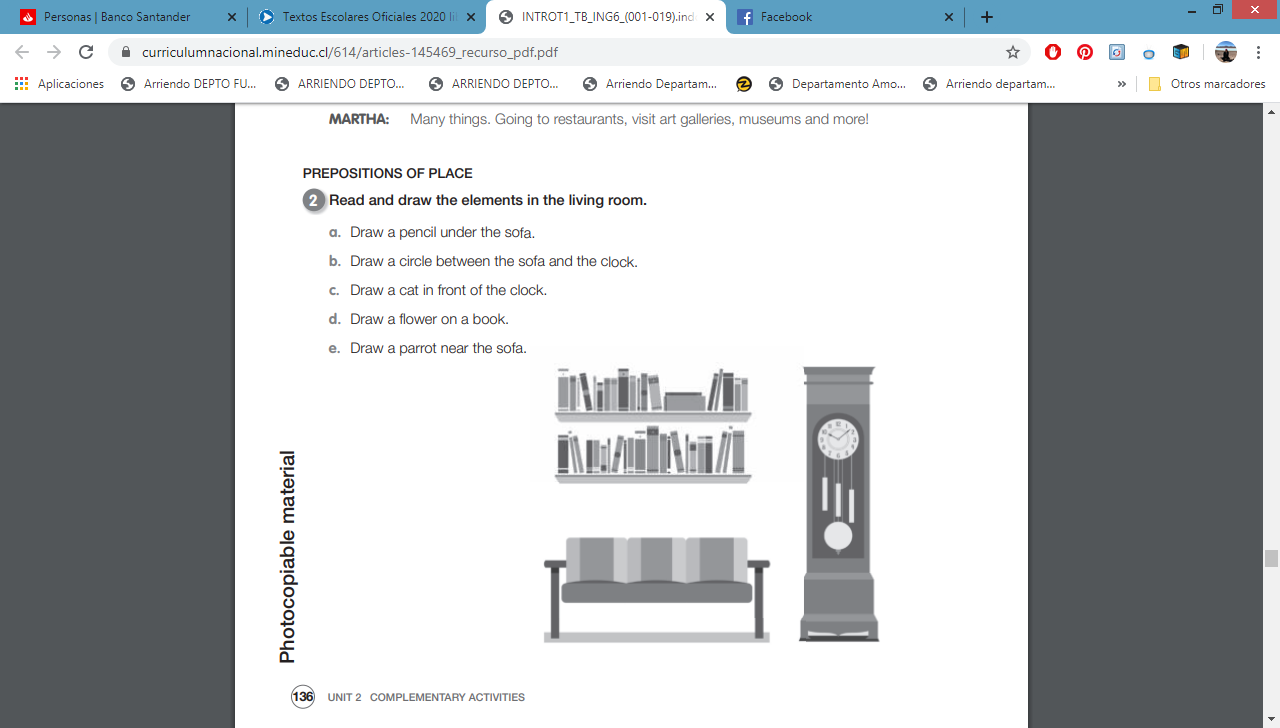 Personas | Banco Santander
Textos Escolares Oficiales 2020 li
INTROT1_TB_ING6_(001-019).ind
Facebook
curriculumnacional.mineduc.cl/614/articles-145469_recurso_pdf.pdf
Aplicaciones
Arriendo DEPTO FU...
ARRIENDO DEPTO...
ARRIENDO DEPTO...
Arriendo Departam...
Departamento Amo...
Arriendo departam...
»
Otros marcadores
MARTHA: Many things. Going to restaurants, visit art galleries, museums and more!
PREPOSITIONS OF PLACE
2 Read and draw the elements in the living room.
a. Draw a pencil under the sofa.
b. Draw a circle between the sofa and the clock.
c. Draw a cat in front of the clock.
d. Draw a flower on a book.
e. Draw a parrot near the sofa.
Photocopiable material
136 UNIT 2 COMPLEMENTARY ACTIVITIES